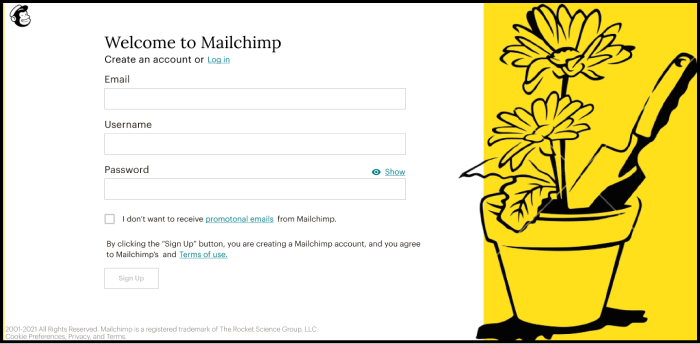 Welcome to Mailchimp
Create an account or Log in
Email
Username
Password
Show
I don't want to receive promotonal emails from Mailchimp.
By clicking the “Sign Up” button, you are creating a Mailchimp account, and you agree
to Mailchimp's and Terms of use.
Sign Up
2001-2021 All Rights Reserved. Mailchimp is a registered trademark of The Rocket Science Group, LLC.
Cookie Preferences, Privacy, and Terms.